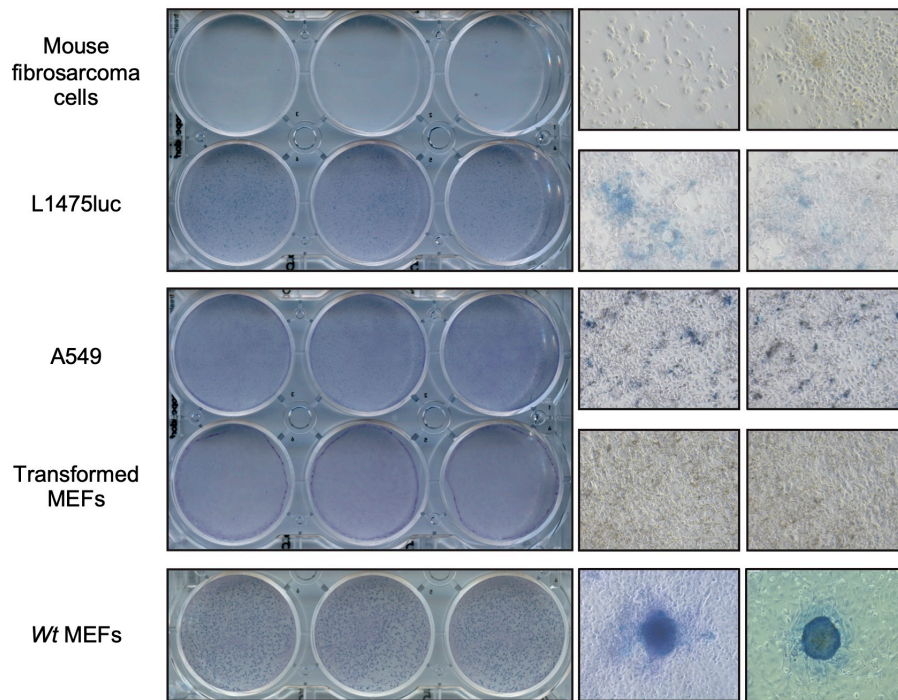 Mouse
fibrosarcoma
cells
L1475luc
A549
Transformed
MEFs
Wt MEFs